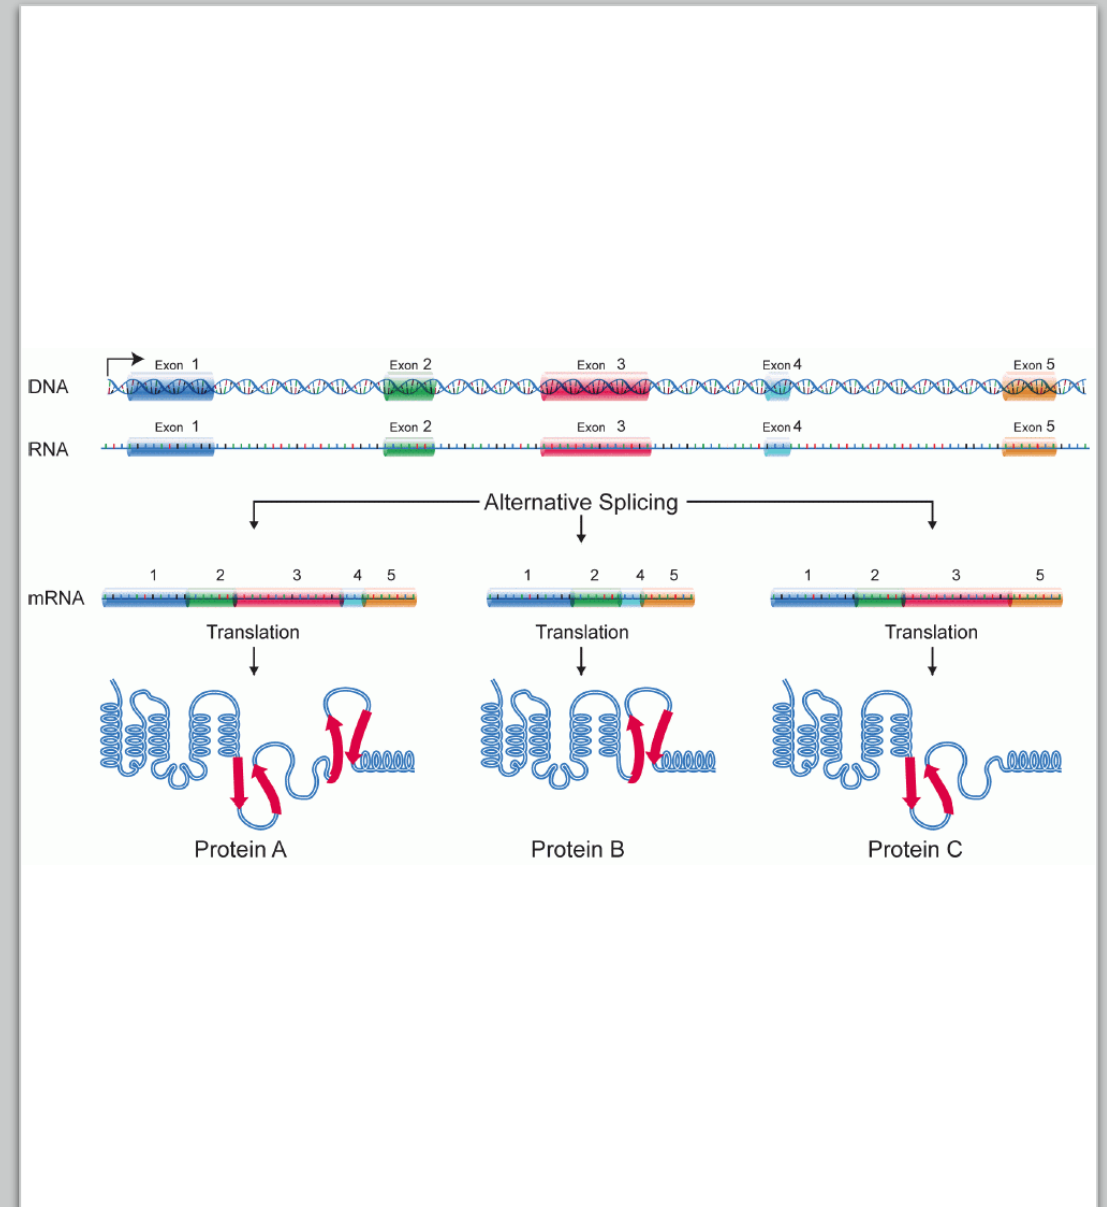 Exon 1 Exon 2 Exon 3 Exon 4 Exon 5
DNA
Exon 1 Exon 2 Exon 3 Exon 4 Exon 5
RNA
Alternative Splicing
1 2 3 4 5 1 2 4 5 1 2 3 5
mRNA
Translation Translation Translation
Protein A Protein B Protein C